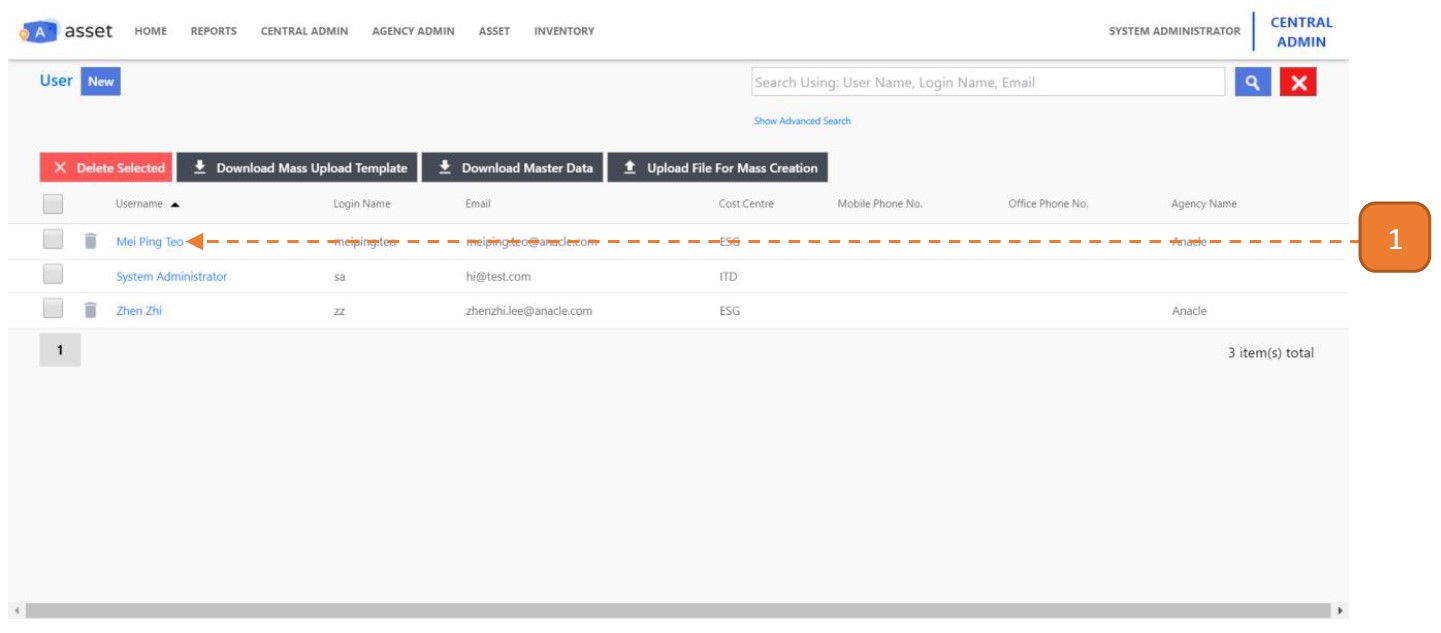 A asset HOME REPORTS CENTRAL ADMIN AGENCY ADMIN ASSET INVENTORY SYSTEM ADMINISTRATOR CENTRAL ADMIN
User New Search Using: User Name, Login Name, Email
Show Advanced Search
Delete Selected Download Mass Upload Template Download Master Data Upload File For Mass Creation
Username Login Name Email Cost Centre Mobile Phone No. Office Phone No. Agency Name
Mei Ping Teo meiping.teo meiping.teo@anacle.com ESG Anacle 1
System Administrator sa hi@test.com ITD
Zhen Zhi zz zhenzhi.lee@anacle.com ESG Anacle
1 3 item(s) total